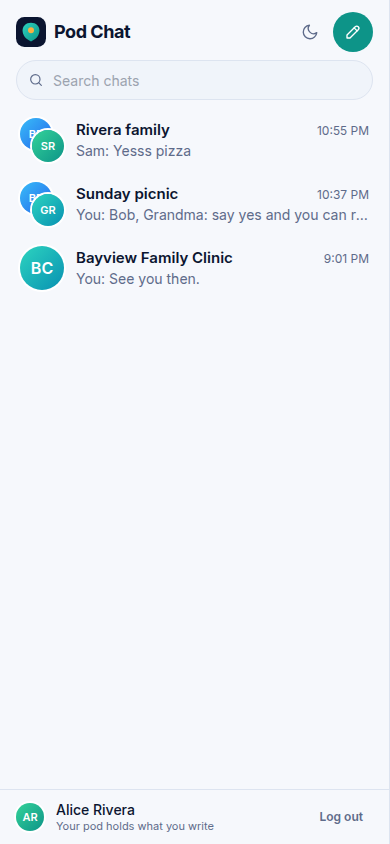 Pod Chat
Search chats
SR
Rivera family
10:55 PM
Sam: Yesss pizza
GR
Sunday picnic
10:37 PM
You: Bob, Grandma: say yes and you can r...
BC
Bayview Family Clinic
9:01 PM
You: See you then.
AR
Alice Rivera
Your pod holds what you write
Log out